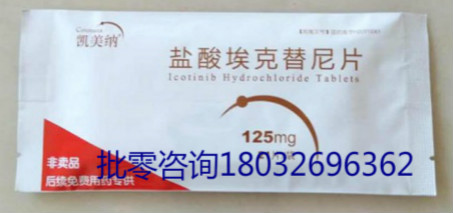 Conmana
凯美纳
盐酸埃克替尼片
Icotinib Hydrochloride Tablets
125mg
非卖品
批零咨询18032696362
后续免费用药专供